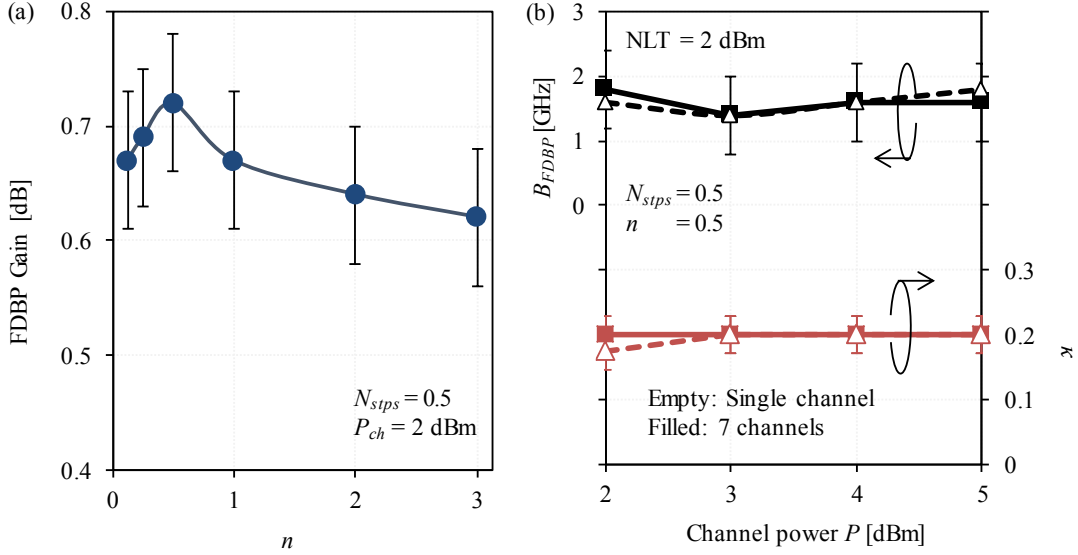 (a)
0.8
0.7
0.6
0.5
0.4
FDBP Gain [dB]
N_stps = 0.5
P_ch = 2 dBm
0 1 2 3
n
(b)
3
2
1
0
B_FDBP [GHz]
NLT = 2 dBm
N_stps = 0.5
n = 0.5
0.3
0.2
0.1
0
κ
Empty: Single channel
Filled: 7 channels
2 3 4 5
Channel power P [dBm]